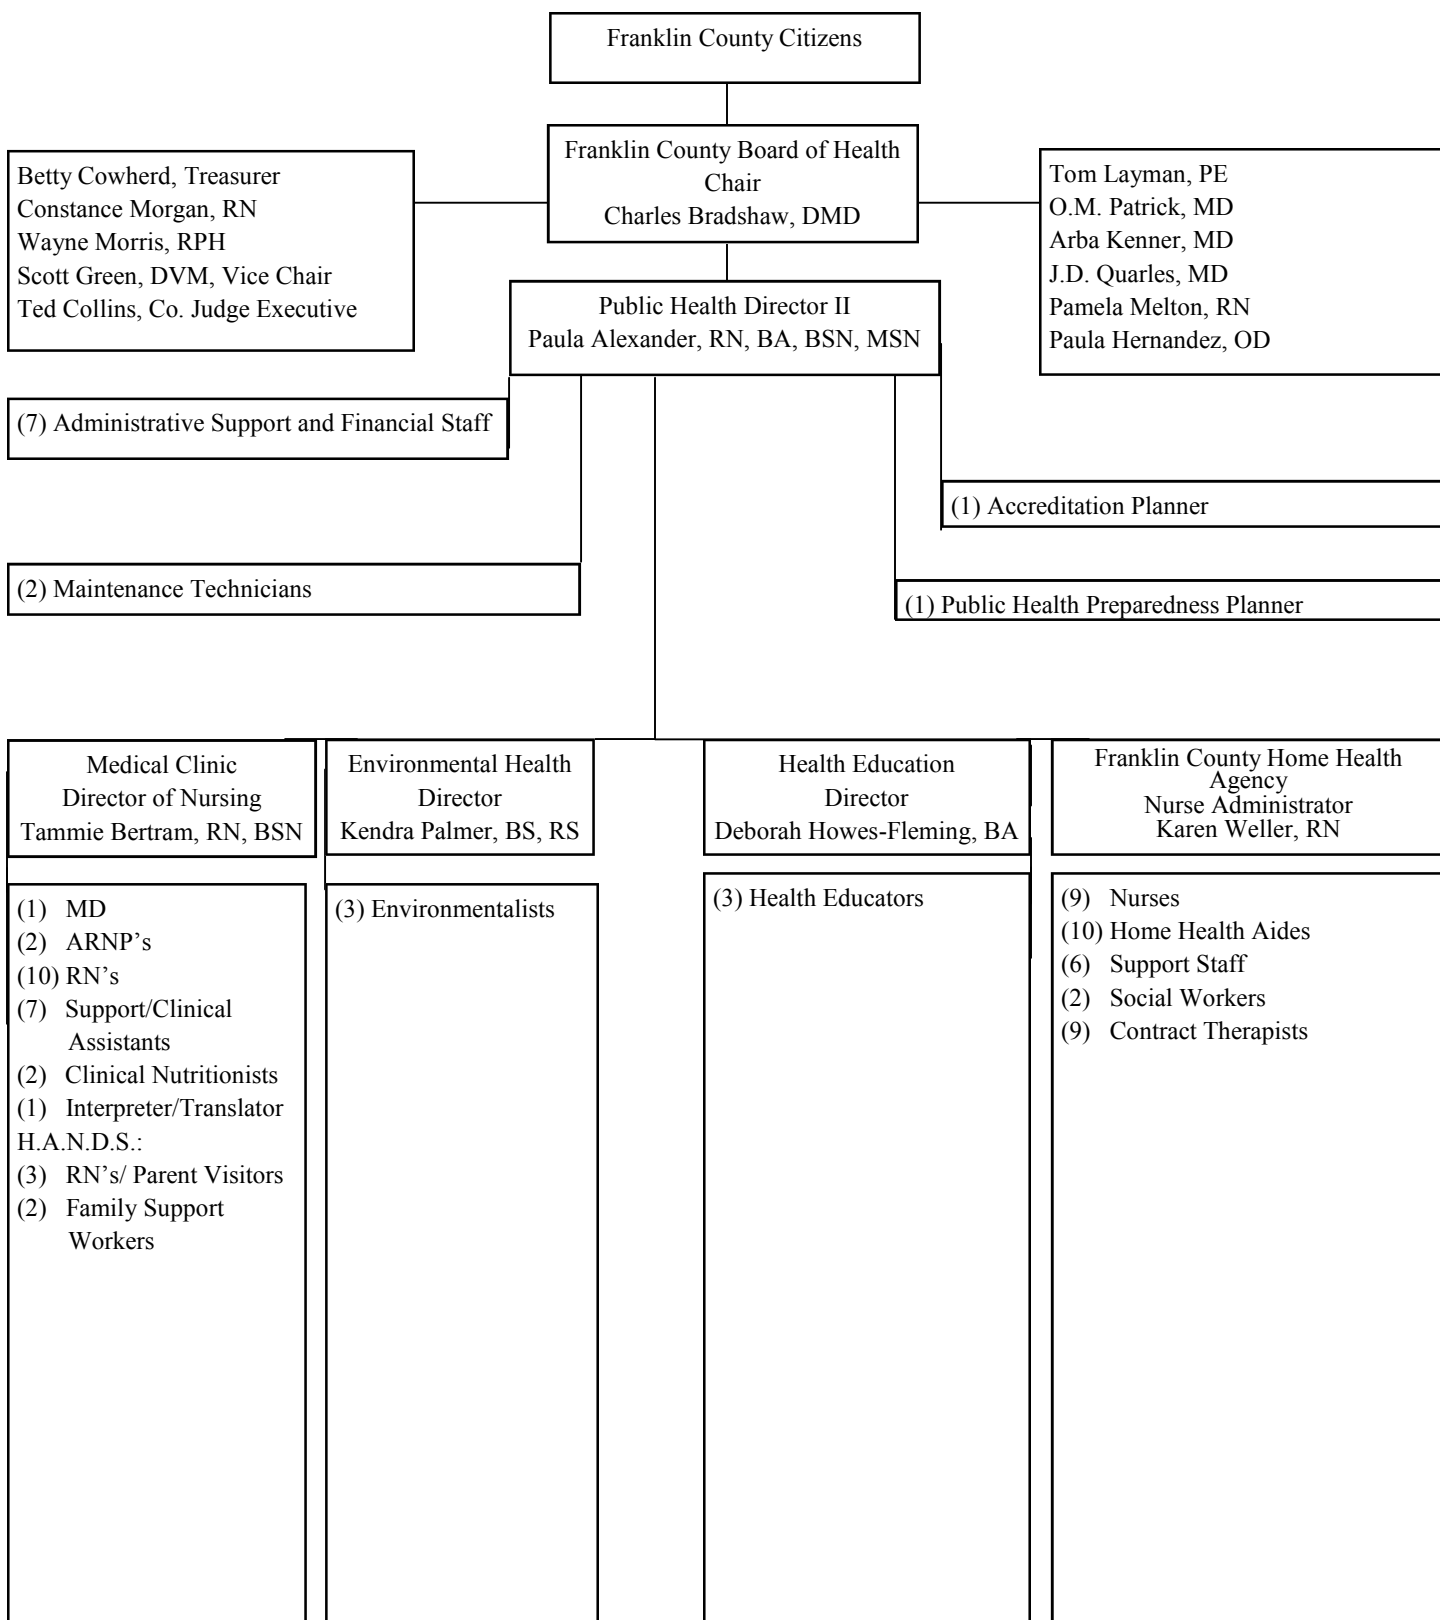 Franklin County Citizens
Franklin County Board of Health
Chair
Charles Bradshaw, DMD
Betty Cowherd, Treasurer
Constance Morgan, RN
Wayne Morris, RPH
Scott Green, DVM, Vice Chair
Ted Collins, Co. Judge Executive
Tom Layman, PE
O.M. Patrick, MD
Arba Kenner, MD
J.D. Quarles, MD
Pamela Melton, RN
Paula Hernandez, OD
Public Health Director II
Paula Alexander, RN, BA, BSN, MSN
(7) Administrative Support and Financial Staff
(1) Accreditation Planner
(2) Maintenance Technicians
(1) Public Health Preparedness Planner
Medical Clinic
Director of Nursing
Tammie Bertram, RN, BSN
Environmental Health
Director
Kendra Palmer, BS, RS
Health Education
Director
Deborah Howes-Fleming, BA
Franklin County Home Health
Agency
Nurse Administrator
Karen Weller, RN
(1) MD
(2) ARNP’s
(10) RN’s
(7) Support/Clinical
Assistants
(2) Clinical Nutritionists
(1) Interpreter/Translator
H.A.N.D.S.:
(3) RN’s/ Parent Visitors
(2) Family Support
Workers
(3) Environmentalists
(3) Health Educators
(9) Nurses
(10) Home Health Aides
(6) Support Staff
(2) Social Workers
(9) Contract Therapists